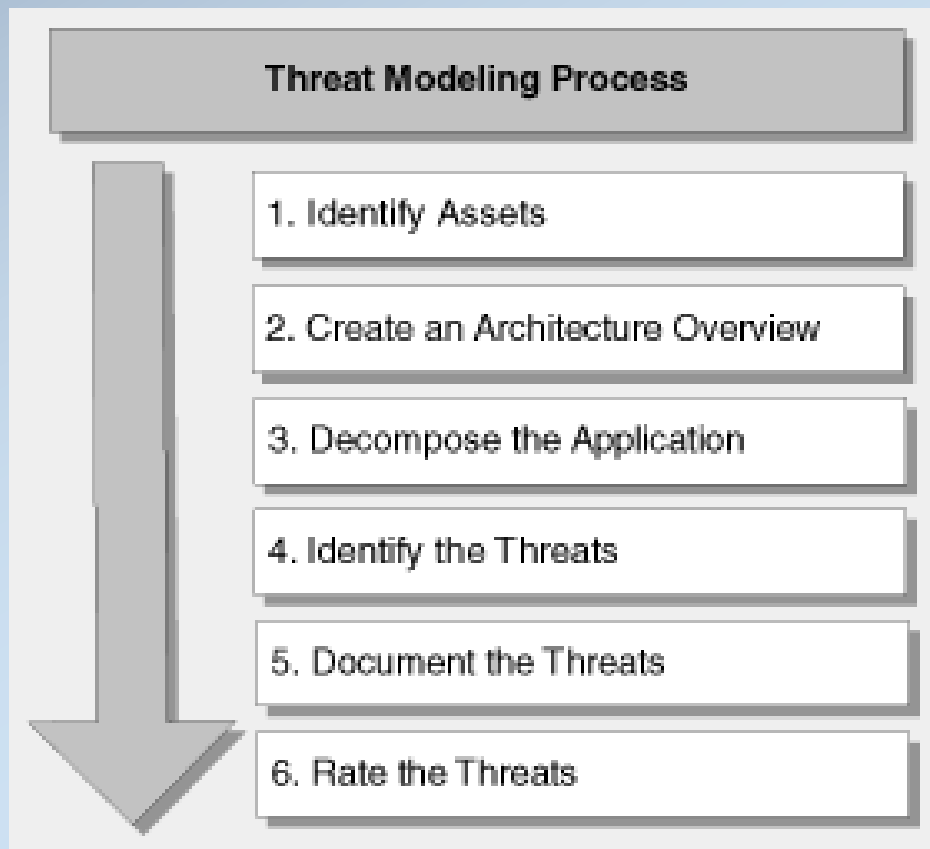 Threat Modeling Process
1. Identify Assets
2. Create an Architecture Overview
3. Decompose the Application
4. Identify the Threats
5. Document the Threats
6. Rate the Threats